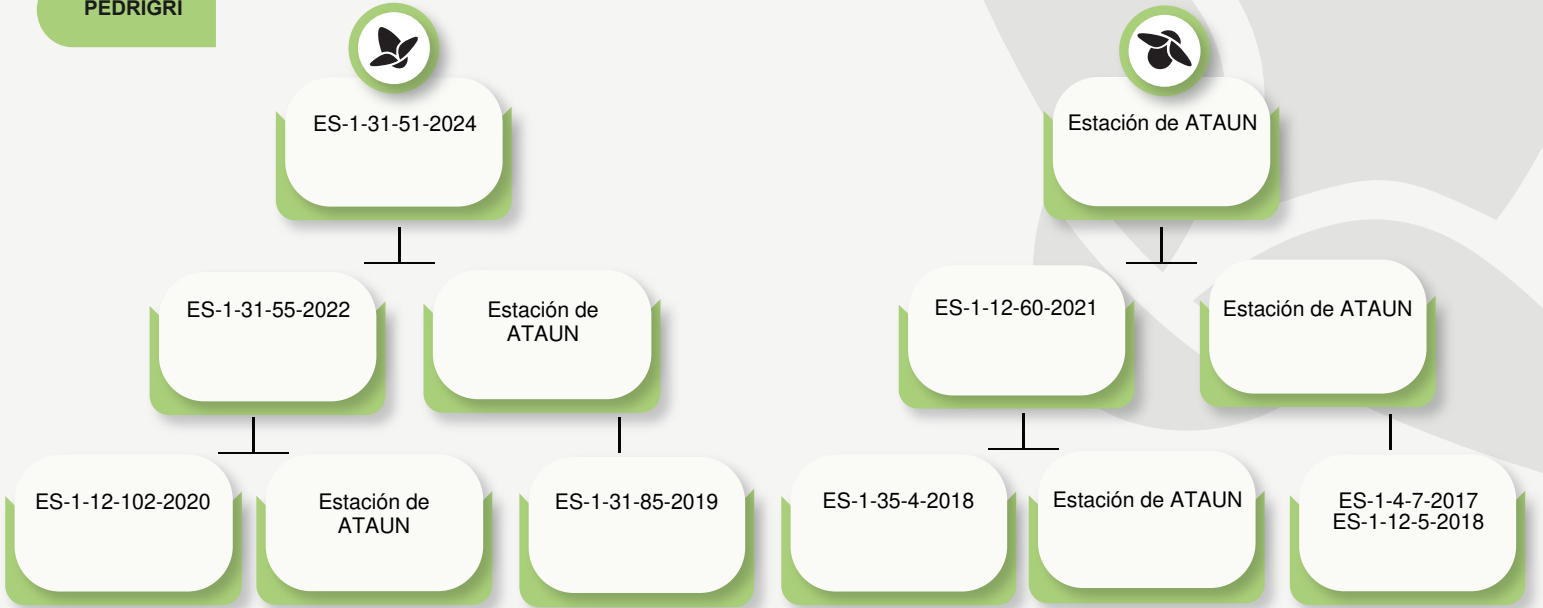 PEDRIGRI
ES-1-31-51-2024
Estación de ATAUN
ES-1-31-55-2022
Estación de
ATAUN
ES-1-12-60-2021
Estación de ATAUN
ES-1-12-102-2020
Estación de
ATAUN
ES-1-31-85-2019
ES-1-35-4-2018
Estación de ATAUN
ES-1-4-7-2017
ES-1-12-5-2018